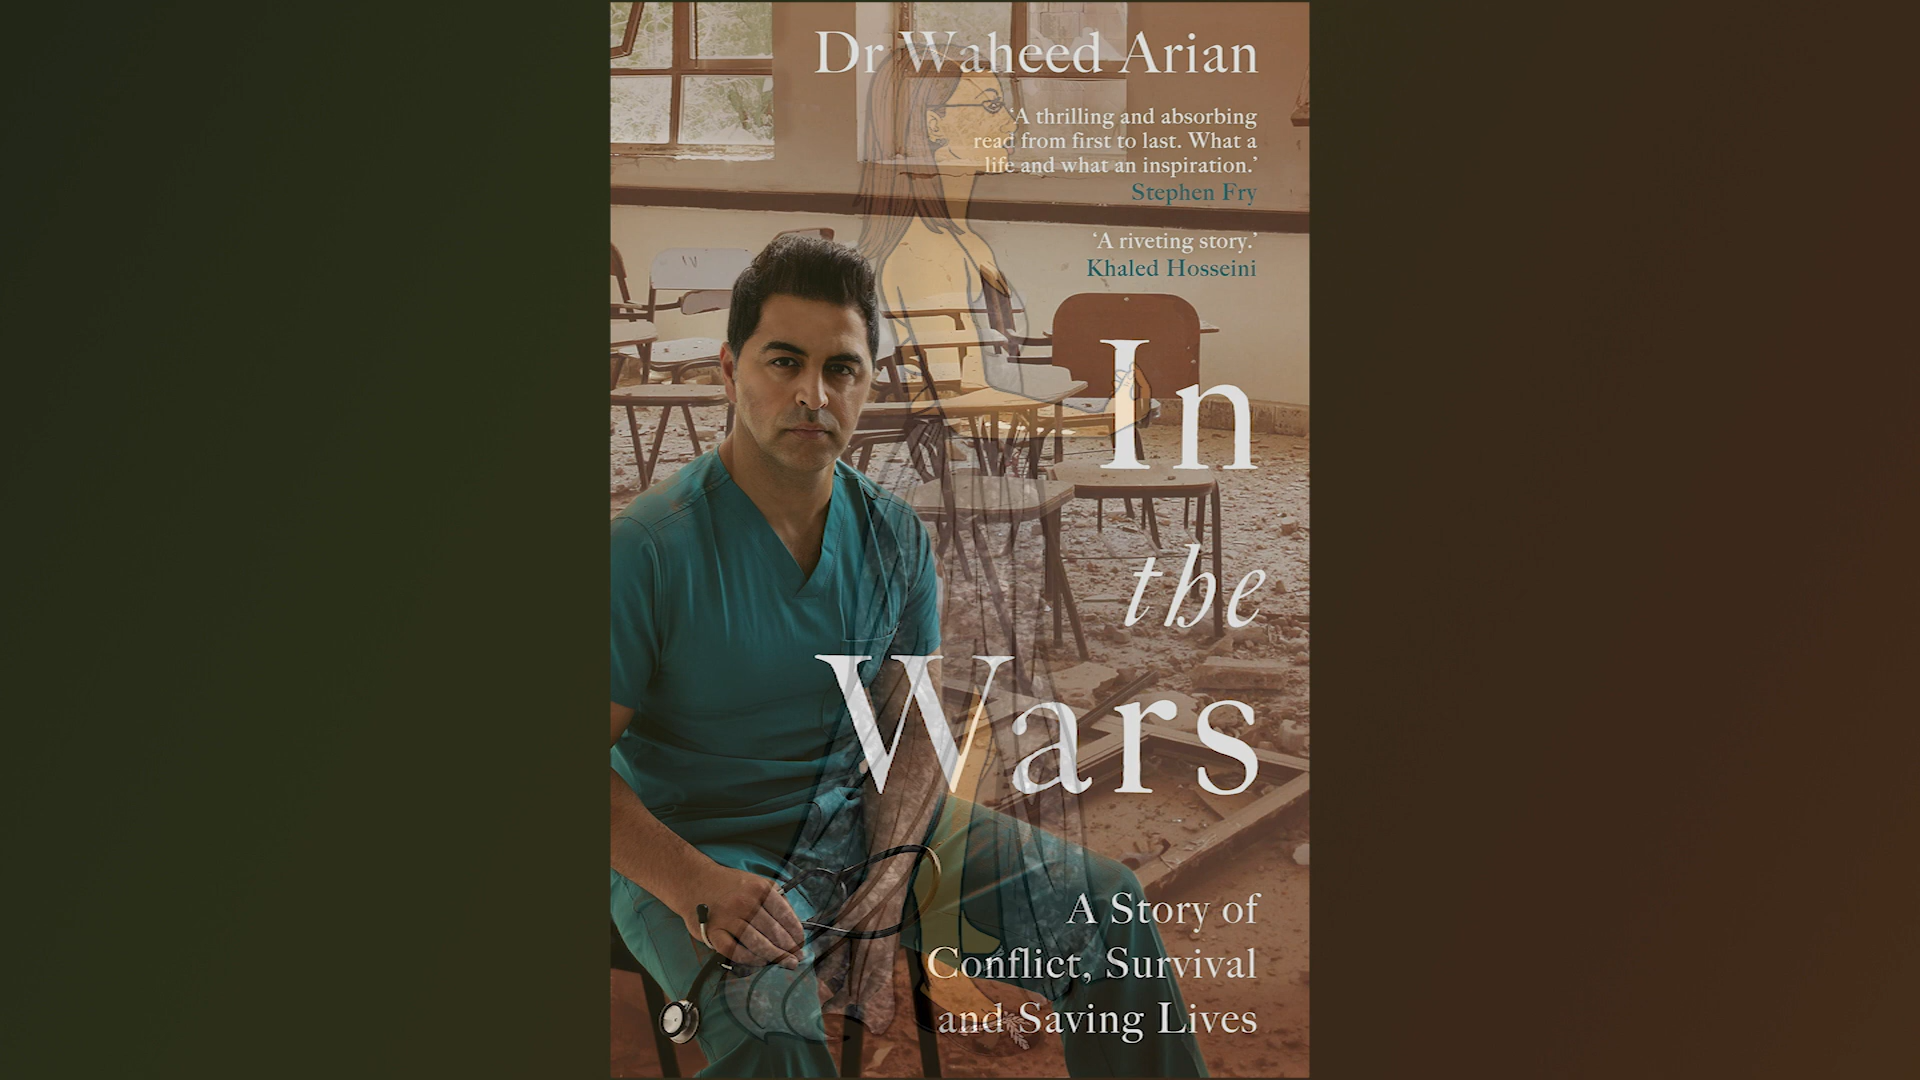 Dr Waheed Arian
‘A thrilling and absorbing
read from first to last. What a
life and what an inspiration.’
Stephen Fry
‘A riveting story.’
Khaled Hosseini
In
the
Wars
A Story of
Conflict, Survival
and Saving Lives